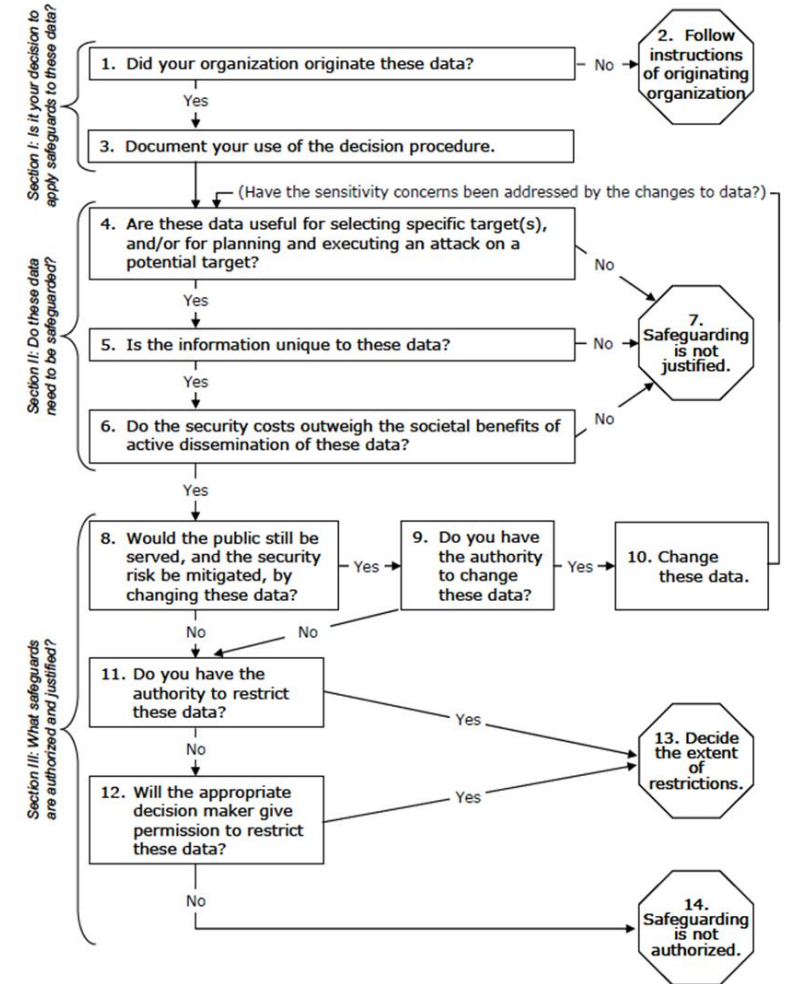 Section I: Is it your decision to
apply safeguards to these data?
1. Did your organization originate these data?
No
2. Follow
instructions
of originating
organization
Yes
3. Document your use of the decision procedure.
(Have the sensitivity concerns been addressed by the changes to data?)
Section II: Do these data
need to be safeguarded?
4. Are these data useful for selecting specific target(s),
and/or for planning and executing an attack on a
potential target?
No
Yes
5. Is the information unique to these data?
No
7.
Safeguarding
is not
justified.
Yes
6. Do the security costs outweigh the societal benefits of
active dissemination of these data?
No
Yes
Section III: What safeguards
are authorized and justified?
8. Would the public still be
served, and the security
risk be mitigated, by
changing these data?
Yes
9. Do you have
the authority
to change
these data?
Yes
10. Change
these data.
No
No
11. Do you have the
authority to restrict
these data?
Yes
No
13. Decide
the extent
of
restrictions.
12. Will the appropriate
decision maker give
permission to restrict
these data?
Yes
No
14.
Safeguarding
is not
authorized.